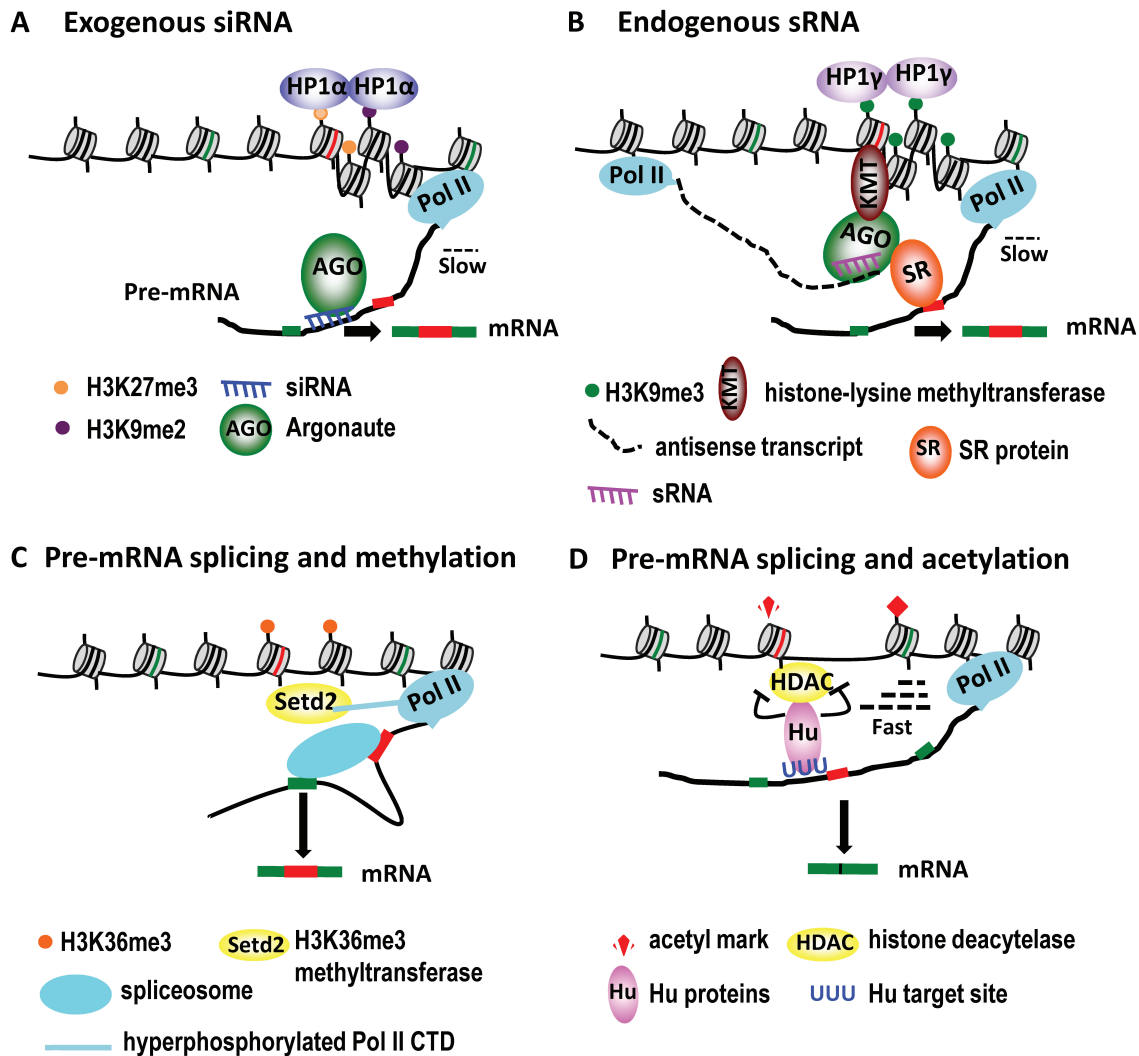 A Exogenous siRNA
HP1α HP1α
Pol II
AGO
Slow
Pre-mRNA
mRNA
H3K27me3
siRNA
H3K9me2
AGO
Argonaute
B Endogenous sRNA
HP1γ HP1γ
Pol II
KMT
Pol II
AGO
SR
Slow
mRNA
H3K9me3
KMT
histone-lysine methyltransferase
antisense transcript
SR
SR protein
sRNA
C Pre-mRNA splicing and methylation
Setd2
Pol II
mRNA
H3K36me3
Setd2
H3K36me3
methyltransferase
spliceosome
hyperphosphorylated Pol II CTD
D Pre-mRNA splicing and acetylation
HDAC
Pol II
Hu
Fast
UUU
mRNA
acetyl mark
HDAC
histone deacytelase
Hu
Hu proteins
UUU
Hu target site